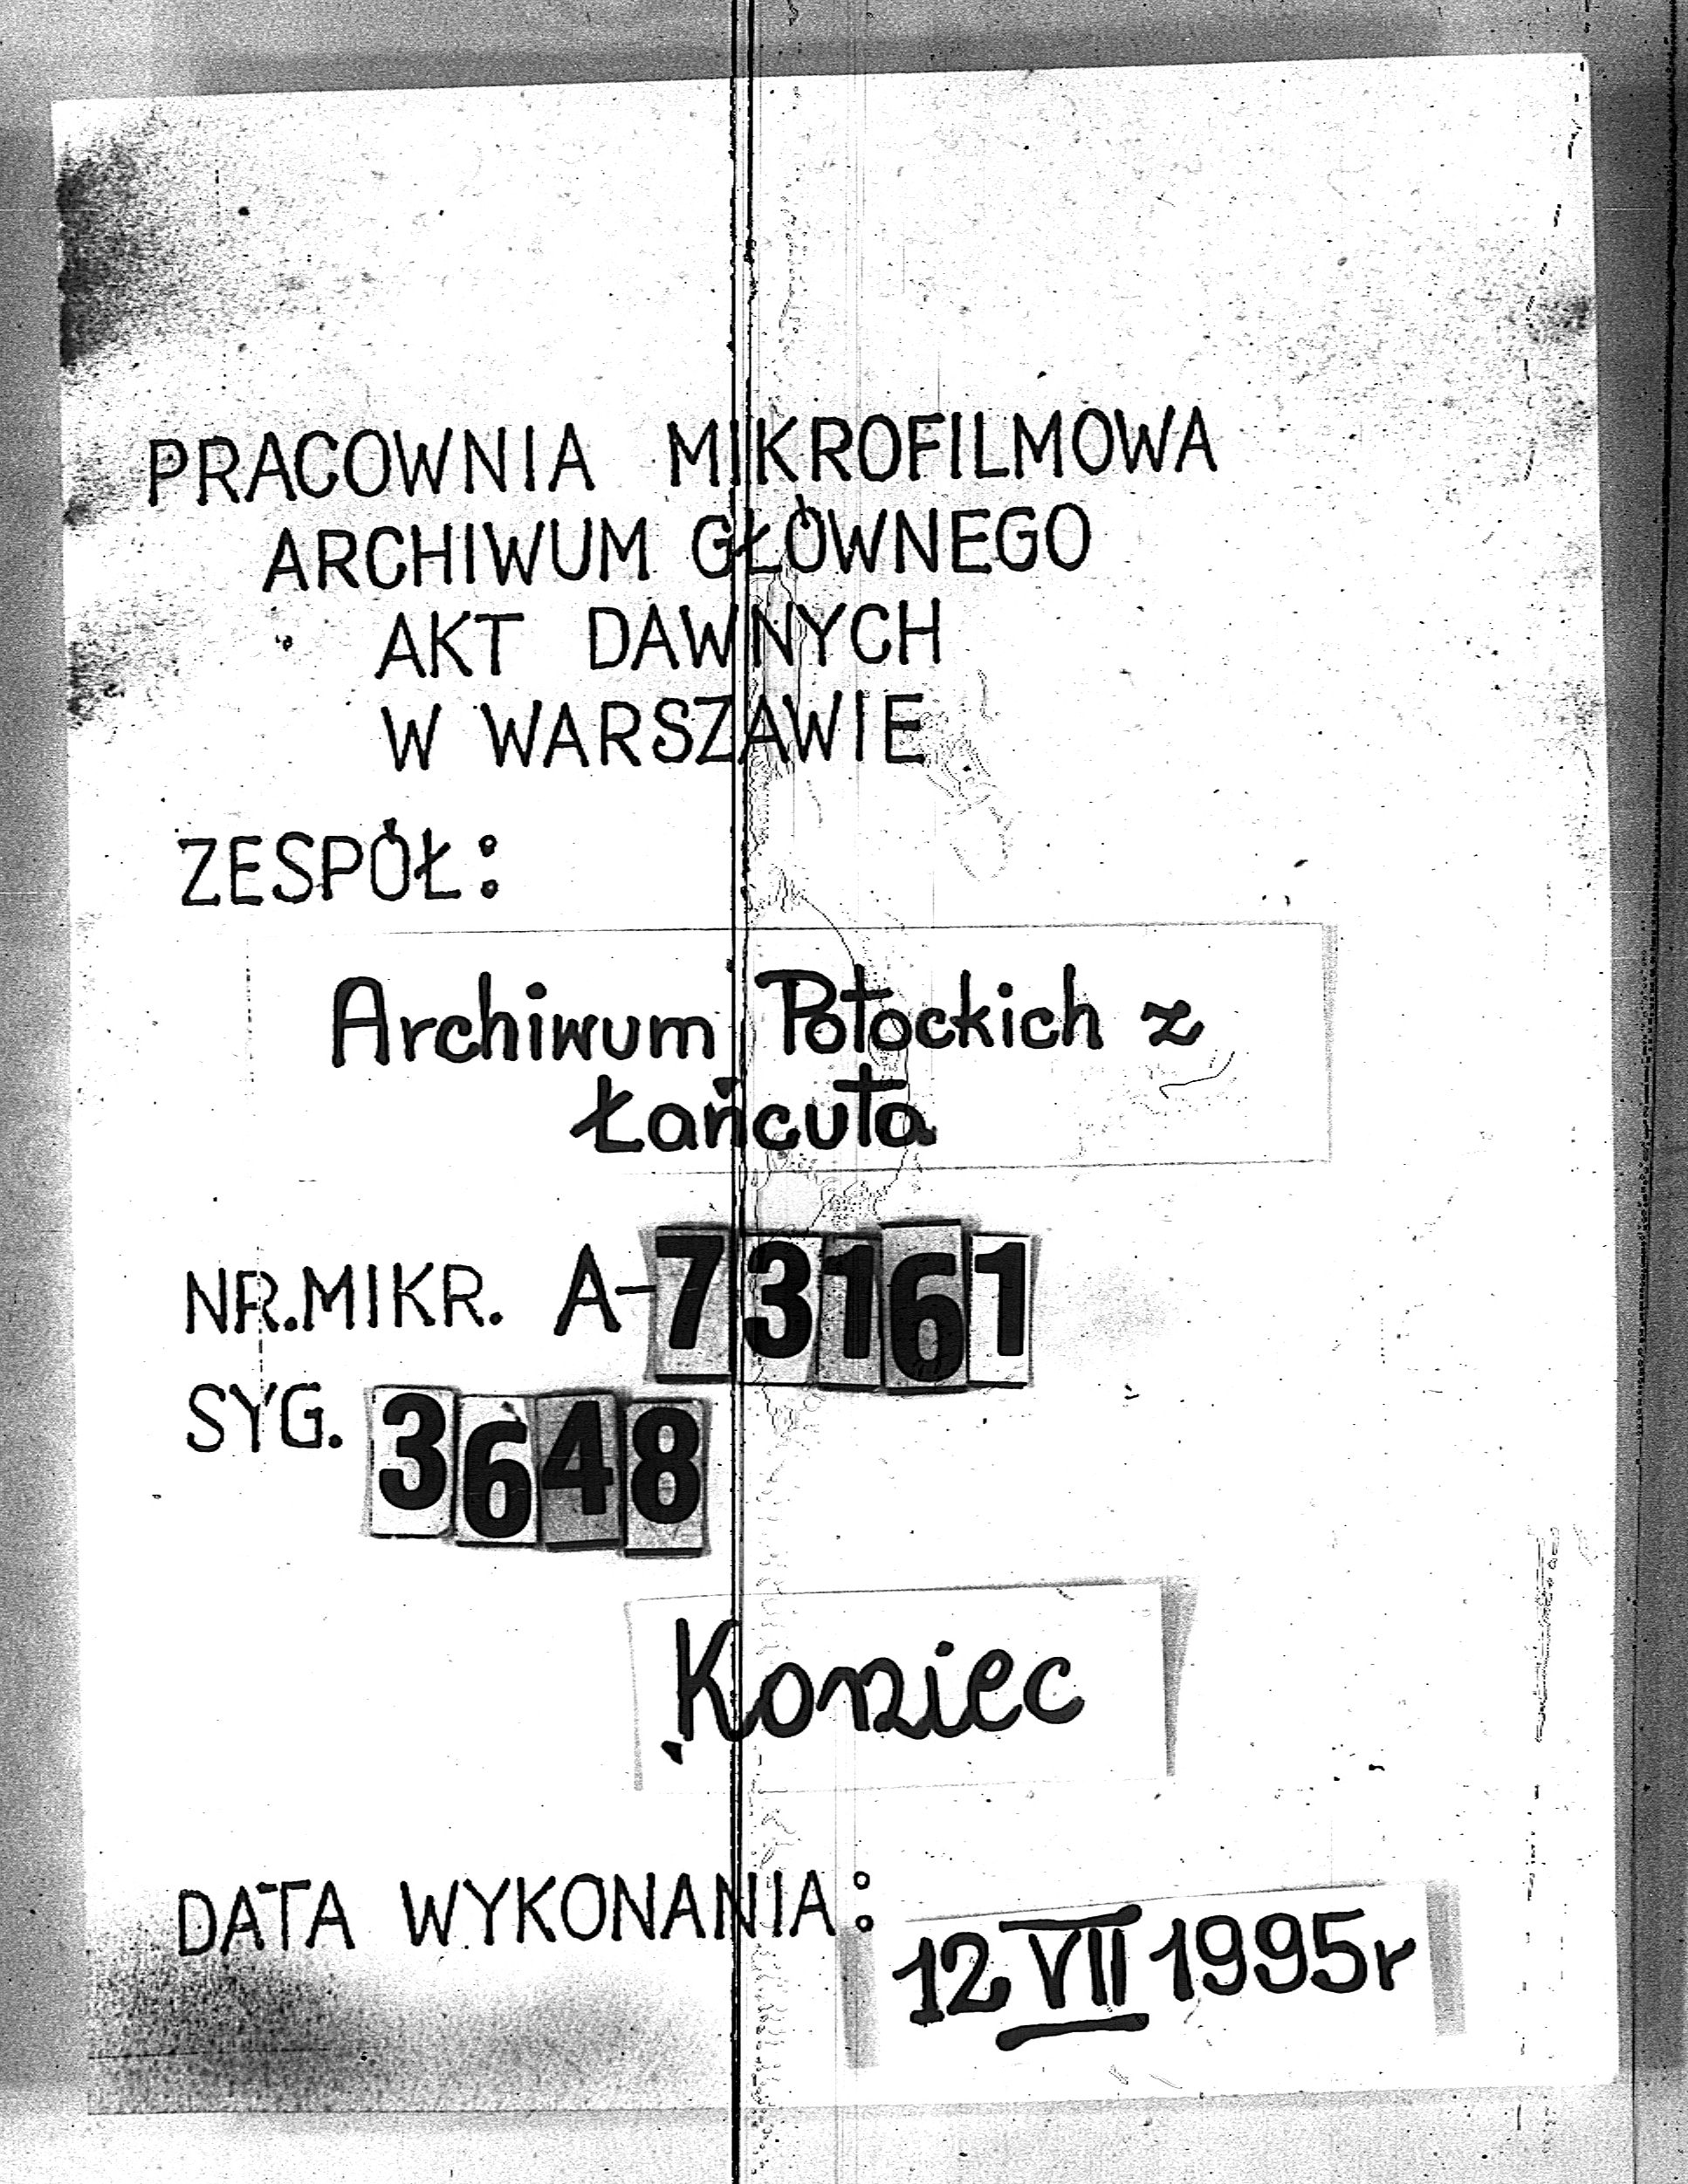 PRACOWNIA MIKROFILMOWA
ARCHIWUM GŁÓWNEGO
AKT DAWNYCH
W WARSZAWIE
ZESPÓŁ:
Archiwum Potockich z
Łańcuta
NR.MIKR. A-73161
SYG. 3648
Koniec
DATA WYKONANIA: 12 VII 1995r